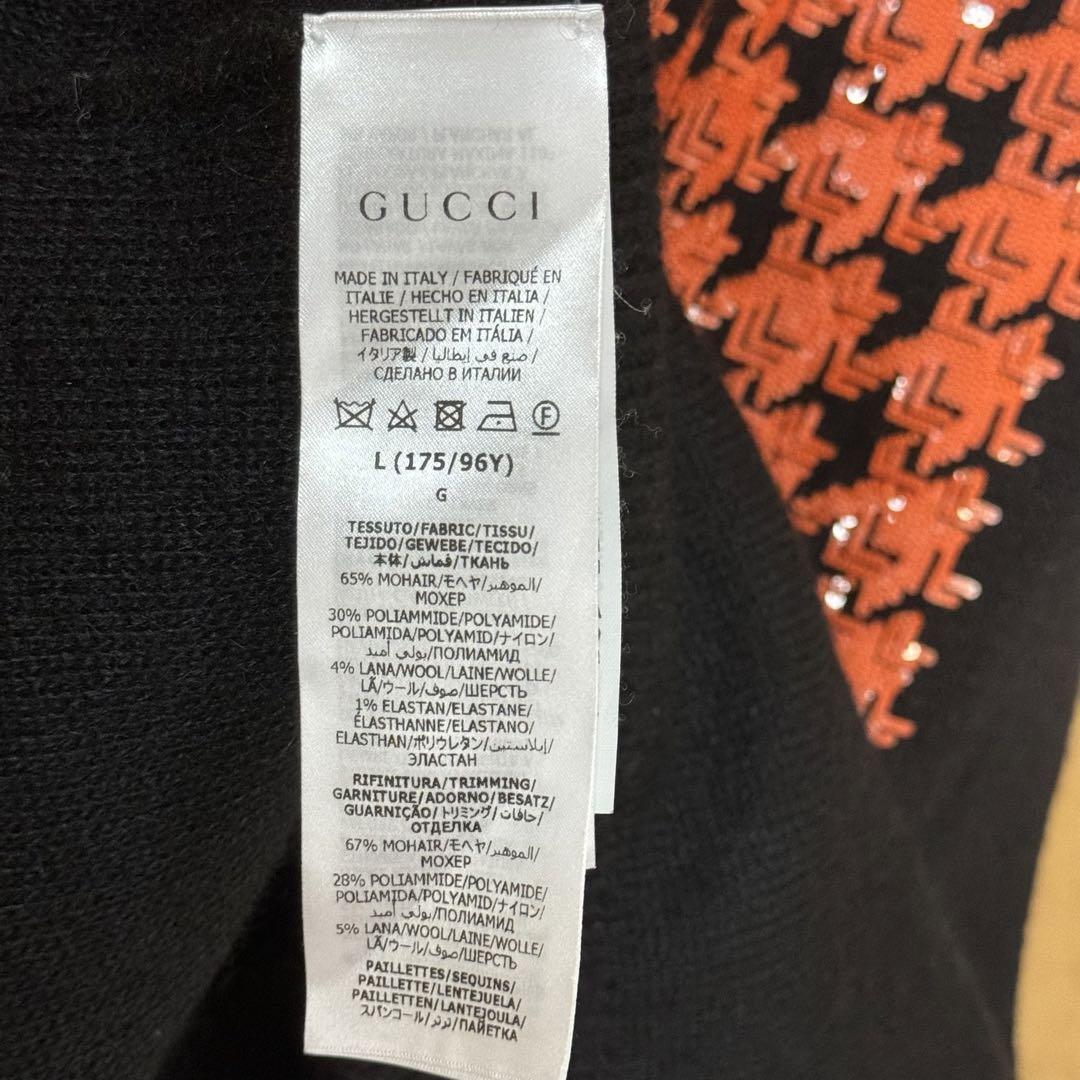 GUCCI
MADE IN ITALY / FABRIQUÉ EN
ITALIE / HECHO EN ITALIA /
HERGESTELLT IN ITALIEN /
FABRICADO EM ITÁLIA /
イタリア製 / صنع في إيطاليا /
СДЕЛАНО В ИТАЛИИ
F
L (175/96Y)
G
TESSUTO/FABRIC/TISSU/
TEJIDO/GEWEBE/TECIDO/
本体/قماش/ТКАНЬ
65% MOHAIR/モヘヤ/الموهير/
МОХЕР
30% POLIAMMIDE/POLYAMIDE/
POLIAMIDA/POLYAMID/ナイロン/
بولي أميد/ПОЛИАМИД
4% LANA/WOOL/LAINE/WOLLE/
LÃ/ウール/صوف/ШЕРСТЬ
1% ELASTAN/ELASTANE/
ÉLASTHANNE/ELASTANO/
ELASTHAN/ポリウレタン/إيلاستين/
ЭЛАСТАН
RIFINITURA/TRIMMING/
GARNITURE/ADORNO/BESATZ/
GUARNIÇÃO/トリミング/حافات/
ОТДЕЛКА
67% MOHAIR/モヘヤ/الموهير/
МОХЕР
28% POLIAMMIDE/POLYAMIDE/
POLIAMIDA/POLYAMID/ナイロン/
بولي أميد/ПОЛИАМИД
5% LANA/WOOL/LAINE/WOLLE/
LÃ/ウール/صوف/ШЕРСТЬ
PAILLETTES/SEQUINS/
PAILLETTE/LENTEJUELA/
PAILLETTEN/LANTEJOULA/
スパンコール/ترتر/ПАЙЕТКА